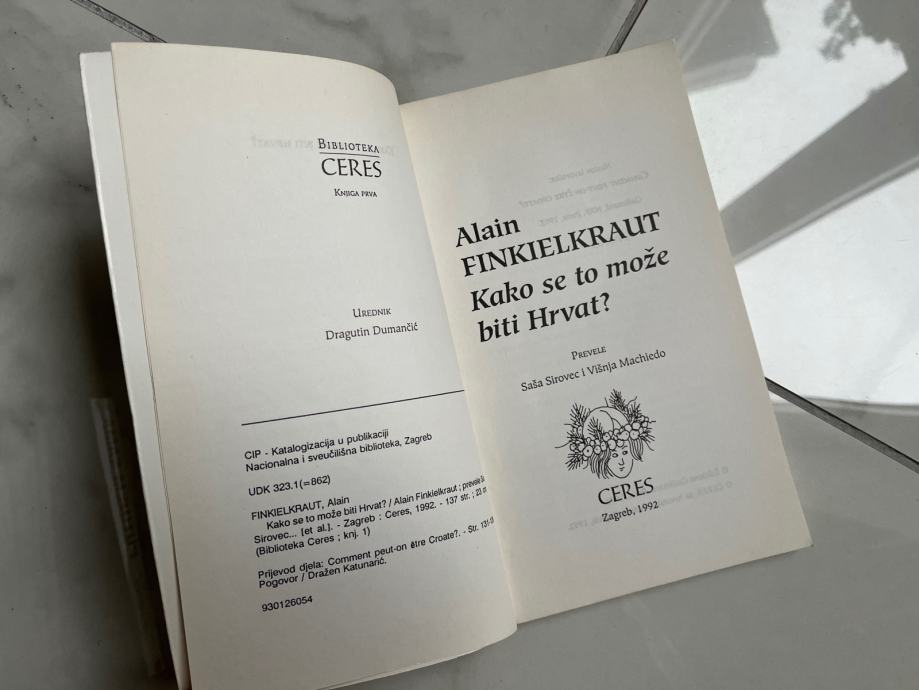 BIBLIOTEKA
CERES
KNJIGA PRVA
UREDNIK
Dragutin Dumančić
CIP - Katalogizacija u publikaciji
Nacionalna i sveučilišna biblioteka, Zagreb
UDK 323.1(=862)
FINKIELKRAUT, Alain
Kako se to može biti Hrvat? / Alain Finkielkraut ; prevele
Sirovec... [et al.]. - Zagreb : Ceres, 1992. - 137 str. ; 23
(Biblioteka Ceres ; knj. 1)
Prijevod djela: Comment peut-on être Croate?. - Str.
Pogovor / Dražen Katunarić.
930126054
Alain
FINKIELKRAUT
Kako se to može
biti Hrvat?
PREVELE
Saša Sirovec i Višnja Machiedo
CERES
Zagreb, 1992